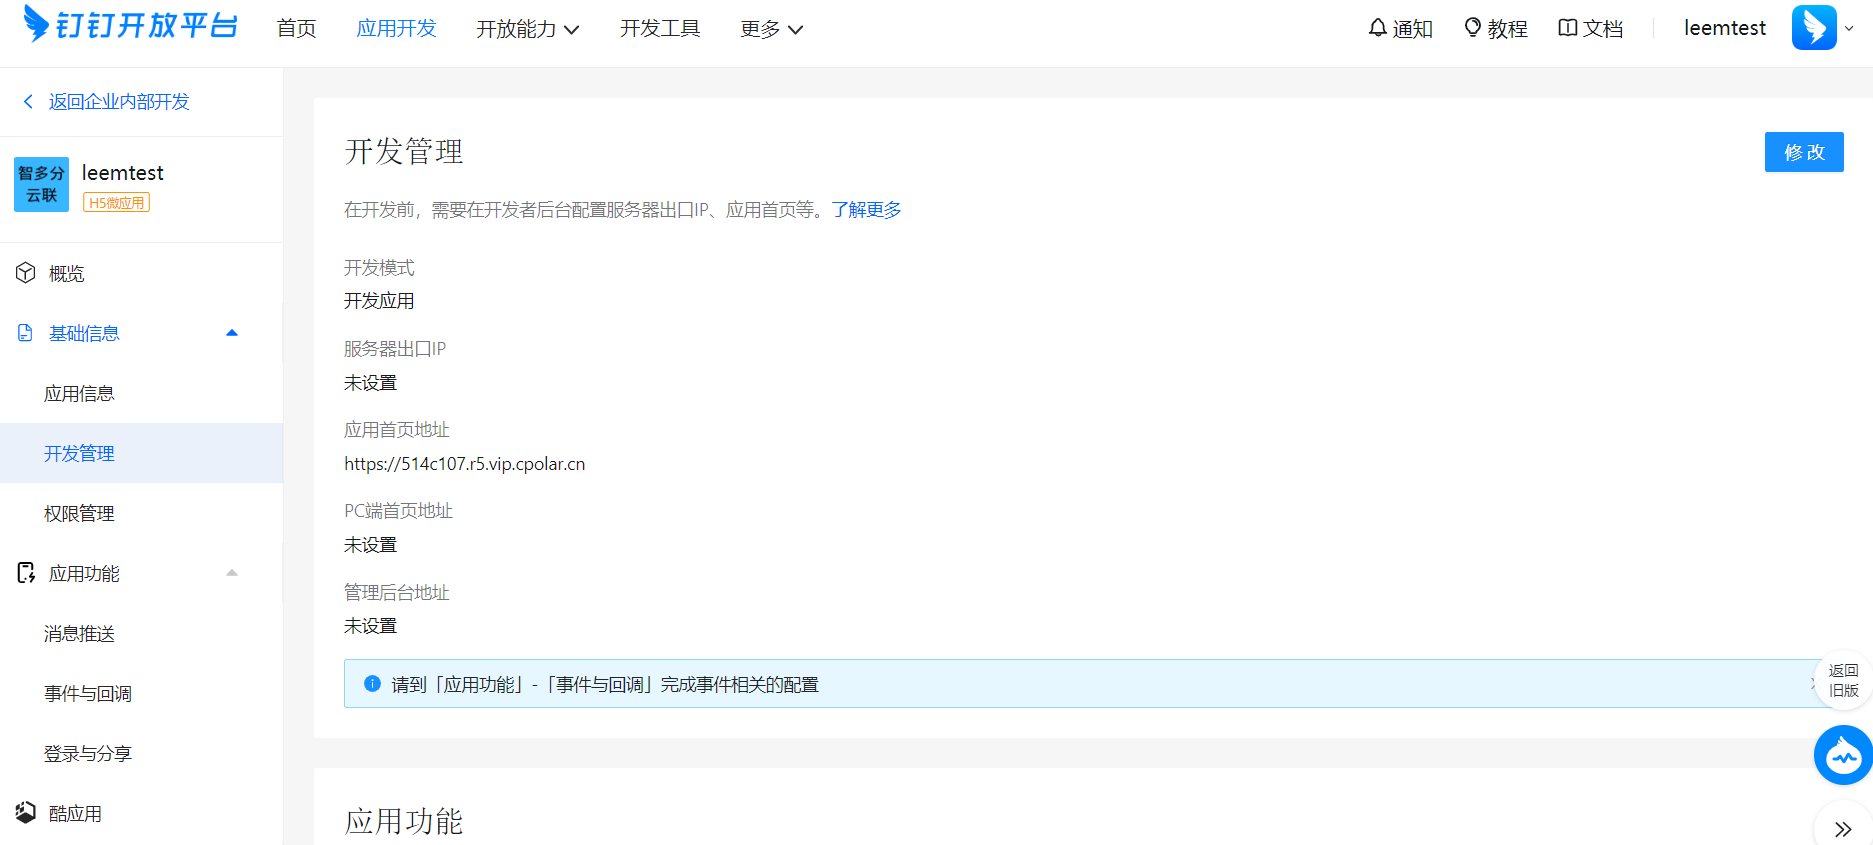 钉钉开放平台
首页
应用开发
开放能力
开发工具
更多
通知
教程
文档
leemtest
返回企业内部开发
智多分
云联
leemtest
H5微应用
概览
基础信息
应用信息
开发管理
权限管理
应用功能
消息推送
事件与回调
登录与分享
酷应用
开发管理
修 改
在开发前，需要在开发者后台配置服务器出口IP、应用首页等。了解更多
开发模式
开发应用
服务器出口IP
未设置
应用首页地址
https://514c107.r5.vip.cpolar.cn
PC端首页地址
未设置
管理后台地址
未设置
请到「应用功能」-「事件与回调」完成事件相关的配置
返回
旧版
应用功能